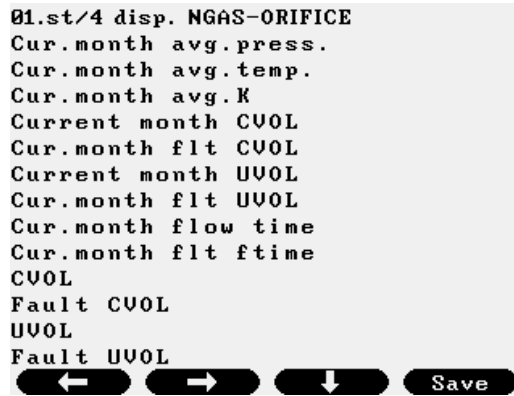 01.st/4 disp. NGAS-ORIFICE
Cur.month avg.press.
Cur.month avg.temp.
Cur.month avg.K
Current month CVOL
Cur.month flt CVOL
Current month UVOL
Cur.month flt UVOL
Cur.month flow time
Cur.month flt ftime
CVOL
Fault CVOL
UVOL
Fault UVOL
Save